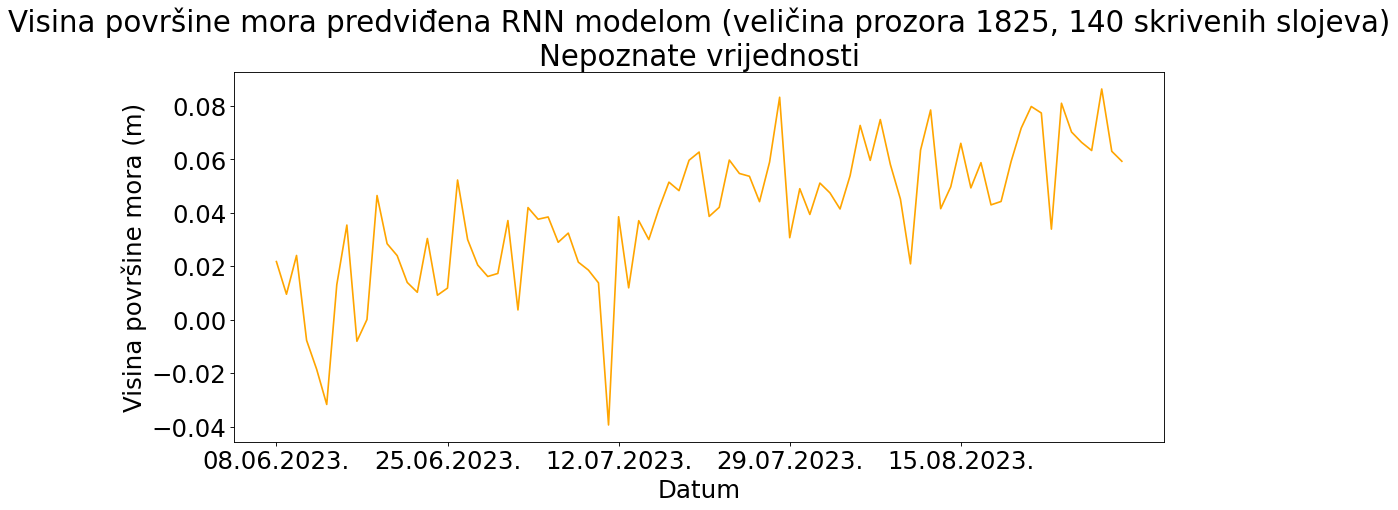 Visina površine mora predviđena RNN modelom (veličina prozora 1825, 140 skrivenih slojeva)
Nepoznate vrijednosti
Visina površine mora (m)
0.08
0.06
0.04
0.02
0.00
−0.02
−0.04
08.06.2023. 25.06.2023. 12.07.2023. 29.07.2023. 15.08.2023.
Datum